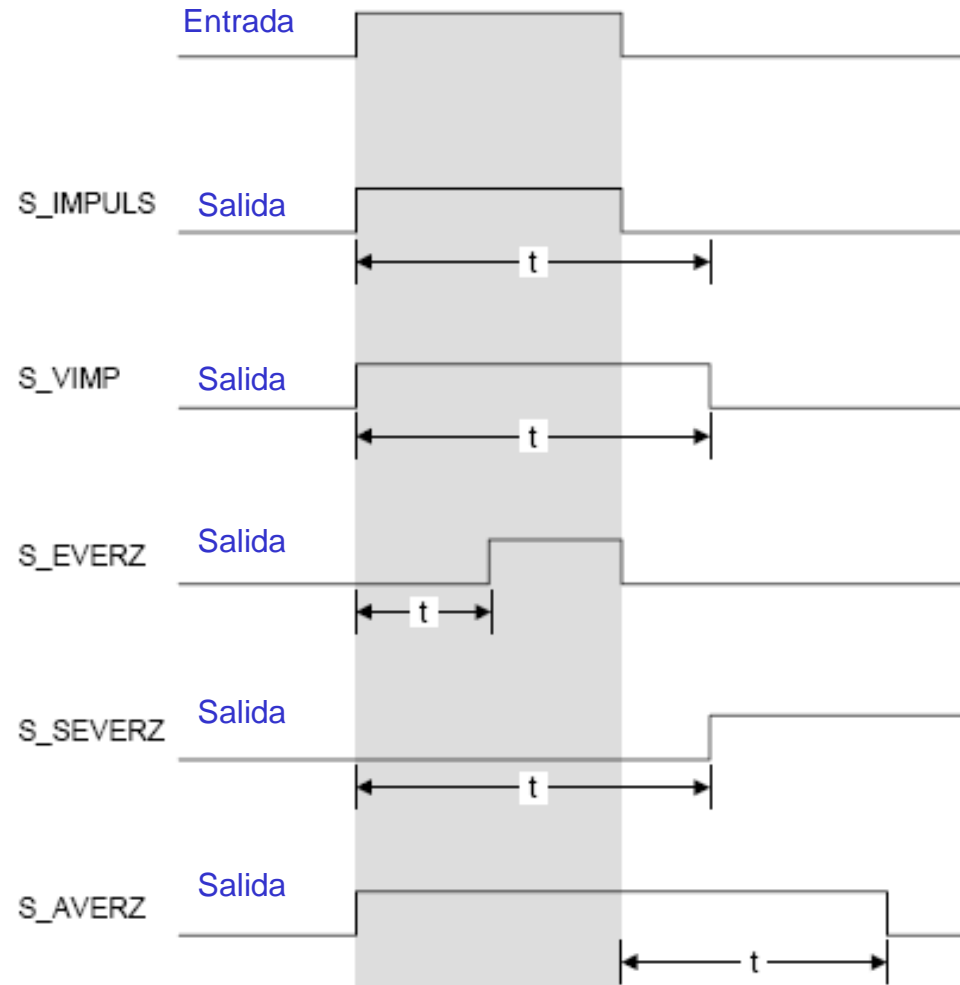 Entrada
S_IMPULS Salida
t
S_VIMP Salida
t
S_EVERZ Salida
t
S_SEVERZ Salida
t
S_AVERZ Salida
t